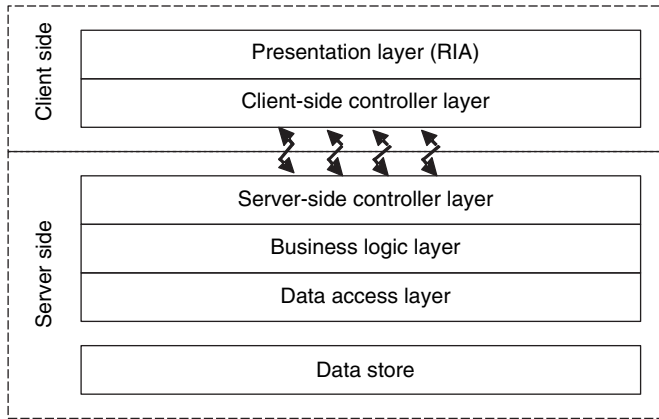 Client side
Presentation layer (RIA)
Client-side controller layer
Server side
Server-side controller layer
Business logic layer
Data access layer
Data store